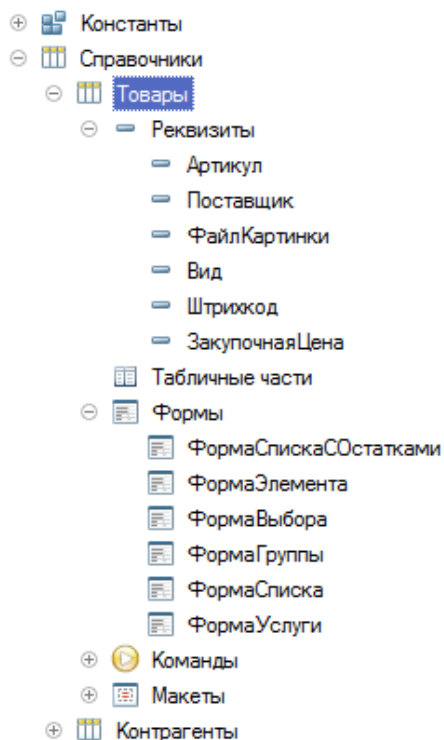 Константы
Справочники
Товары
Реквизиты
Артикул
Поставщик
ФайлКартинки
Вид
Штрихкод
ЗакупочнаяЦена
Табличные части
Формы
ФормаСпискаСОстатками
ФормаЭлемента
ФормаВыбора
ФормаГруппы
ФормаСписка
ФормаУслуги
Команды
Макеты
Контрагенты